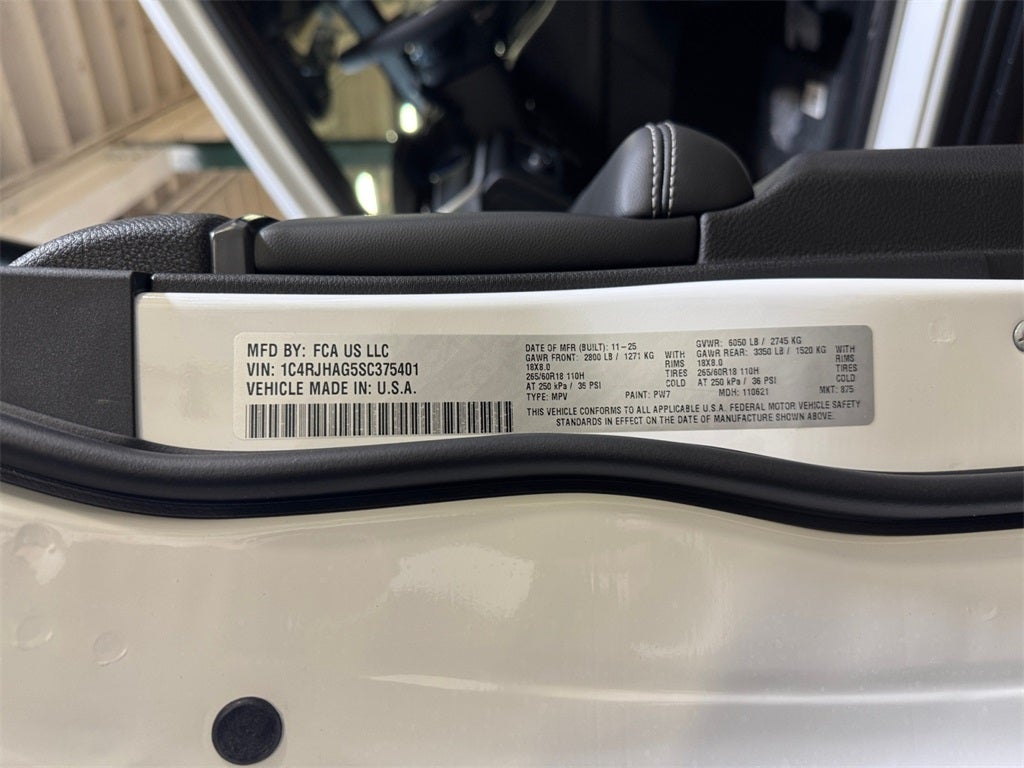 MFD BY: FCA US LLC
VIN: 1C4RJHAG5SC375401
VEHICLE MADE IN: U.S.A.
DATE OF MFR (BUILT): 11-25
GAWR FRONT: 2800 LB / 1271 KG WITH
18X8.0 RIMS
265/60R18 110H TIRES
AT 250 kPa / 36 PSI COLD
TYPE: MPV PAINT: PW7
GVWR: 6050 LB / 2745 KG
GAWR REAR: 3350 LB / 1520 KG WITH
18X8.0 RIMS
265/60R18 110H TIRES
AT 250 kPa / 36 PSI COLD
MDH: 110621 MKT: 875
THIS VEHICLE CONFORMS TO ALL APPLICABLE U.S.A. FEDERAL MOTOR VEHICLE SAFETY
STANDARDS IN EFFECT ON THE DATE OF MANUFACTURE SHOWN ABOVE.